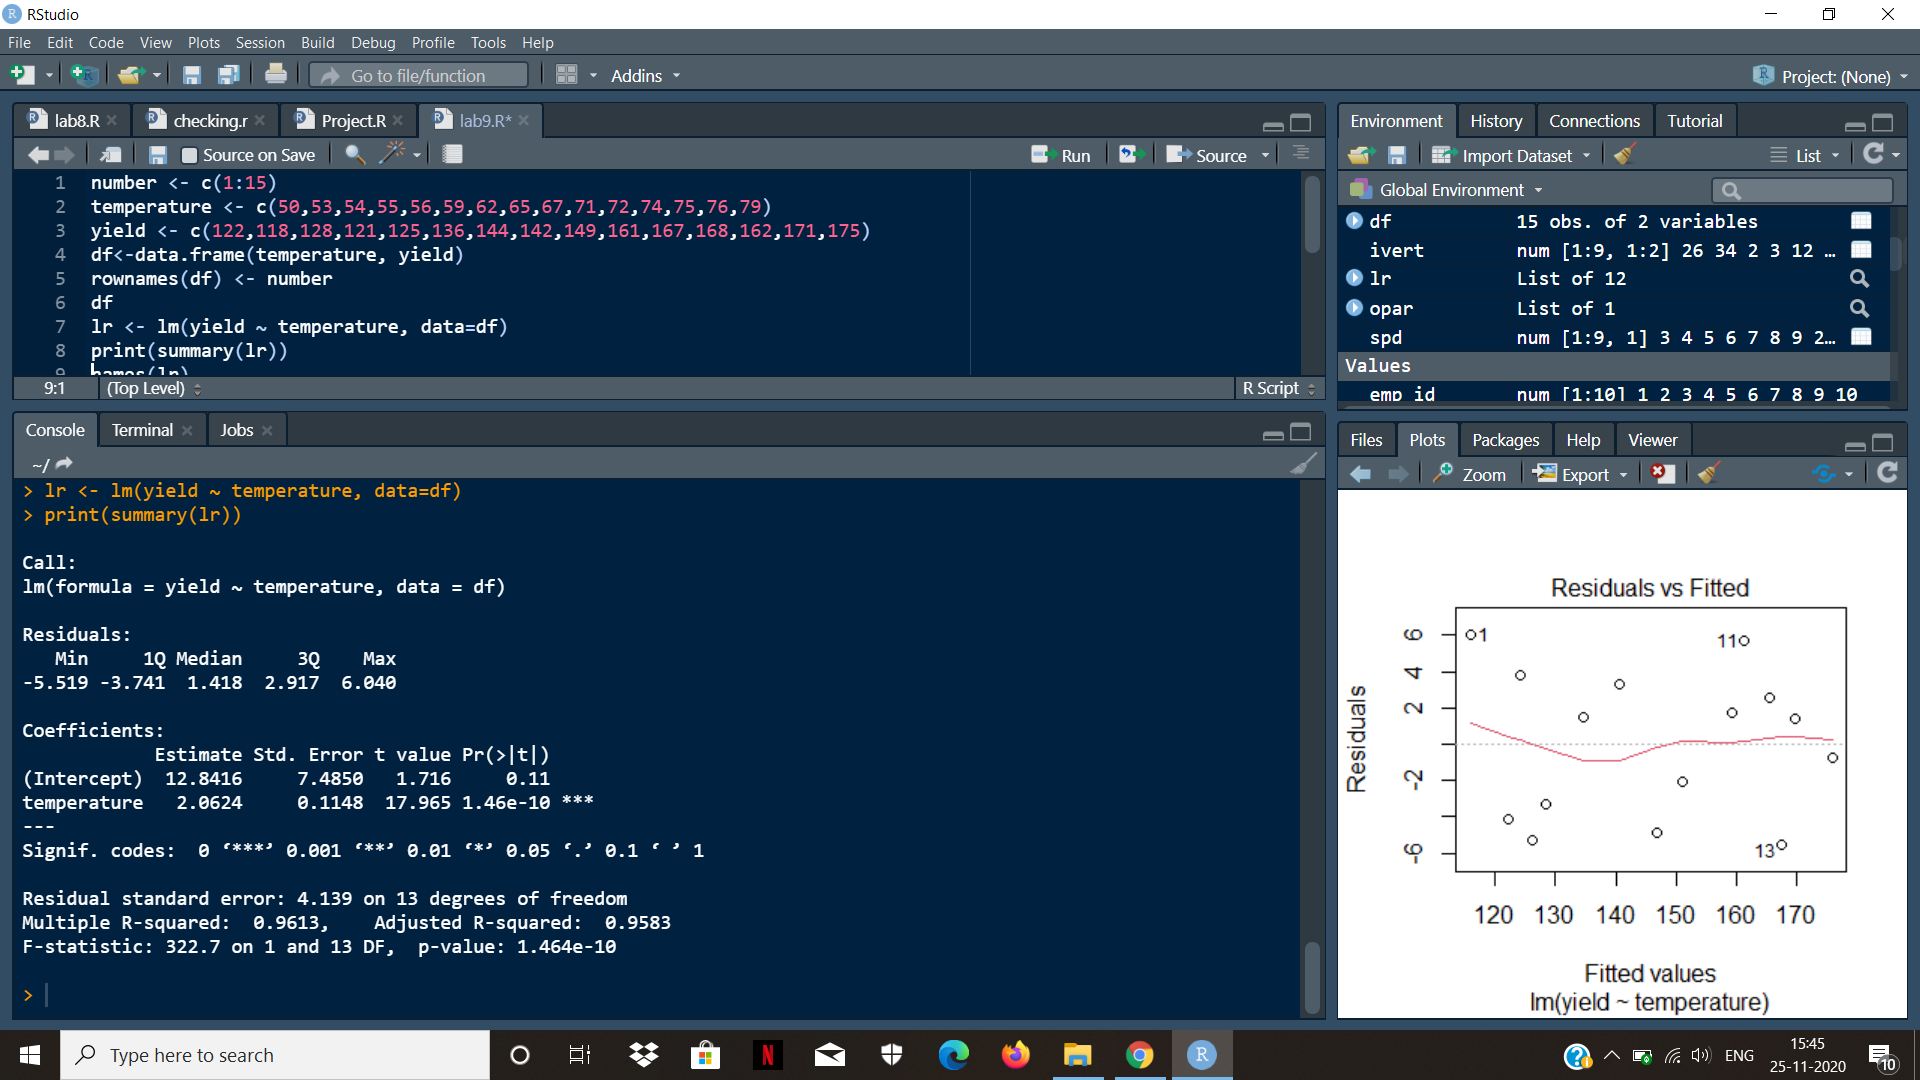 RStudio
File Edit Code View Plots Session Build Debug Profile Tools Help
Go to file/function Addins Project: (None)
lab8.R checking.r Project.R lab9.R*
Source on Save Run Source
1 number <- c(1:15)
2 temperature <- c(50,53,54,55,56,59,62,65,67,71,72,74,75,76,79)
3 yield <- c(122,118,128,121,125,136,144,142,149,161,167,168,162,171,175)
4 df<-data.frame(temperature, yield)
5 rownames(df) <- number
6 df
7 lr <- lm(yield ~ temperature, data=df)
8 print(summary(lr))
9 names(lr)
9:1 (Top Level) R Script
Console Terminal Jobs
~/
> lr <- lm(yield ~ temperature, data=df)
> print(summary(lr))
Call:
lm(formula = yield ~ temperature, data = df)
Residuals:
Min 1Q Median 3Q Max
-5.519 -3.741 1.418 2.917 6.040
Coefficients:
Estimate Std. Error t value Pr(>|t|)
(Intercept) 12.8416 7.4850 1.716 0.11
temperature 2.0624 0.1148 17.965 1.46e-10 ***
---
Signif. codes: 0 ‘***’ 0.001 ‘**’ 0.01 ‘*’ 0.05 ‘.’ 0.1 ‘ ’ 1
Residual standard error: 4.139 on 13 degrees of freedom
Multiple R-squared: 0.9613, Adjusted R-squared: 0.9583
F-statistic: 322.7 on 1 and 13 DF, p-value: 1.464e-10
>
Environment History Connections Tutorial
Import Dataset List
Global Environment
df 15 obs. of 2 variables
ivert num [1:9, 1:2] 26 34 2 3 12 …
lr List of 12
opar List of 1
spd num [1:9, 1] 3 4 5 6 7 8 9 2…
Values
emp_id num [1:10] 1 2 3 4 5 6 7 8 9 10
Files Plots Packages Help Viewer
Zoom Export
Residuals vs Fitted
Residuals
6
4
2
-2
-6
1
11
13
120 130 140 150 160 170
Fitted values
lm(yield ~ temperature)
Type here to search
ENG
15:45
25-11-2020
10